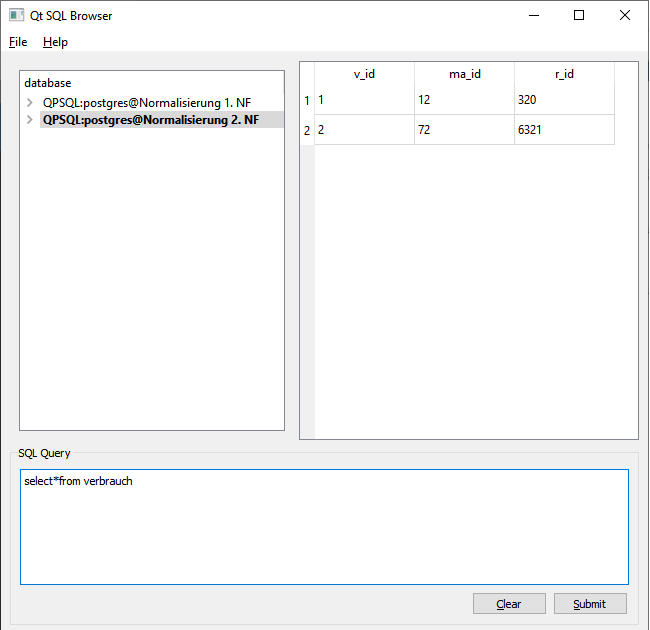 Qt SQL Browser
File Help
database
QPSQL:postgres@Normalisierung 1. NF
QPSQL:postgres@Normalisierung 2. NF
v_id ma_id r_id
1 1 12 320
2 2 72 6321
SQL Query
select*from verbrauch
Clear Submit